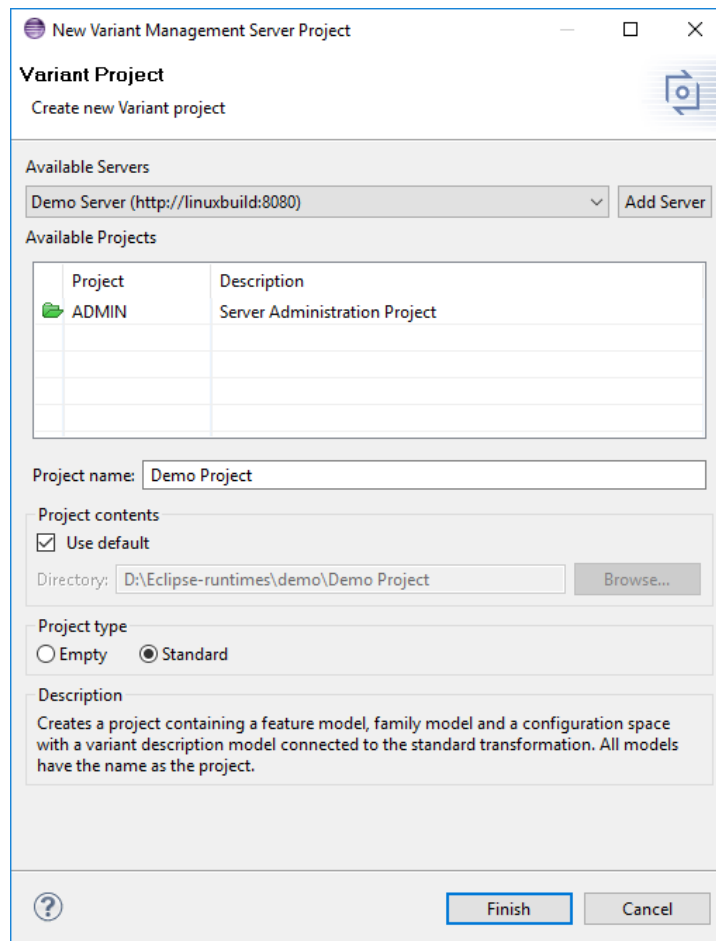 New Variant Management Server Project
Variant Project
Create new Variant project
Available Servers
Demo Server (http://linuxbuild:8080)
Add Server
Available Projects
Project Description
ADMIN Server Administration Project
Project name: Demo Project
Project contents
Use default
Directory: D:\Eclipse-runtimes\demo\Demo Project Browse...
Project type
Empty Standard
Description
Creates a project containing a feature model, family model and a configuration space
with a variant description model connected to the standard transformation. All models
have the name as the project.
? Finish Cancel